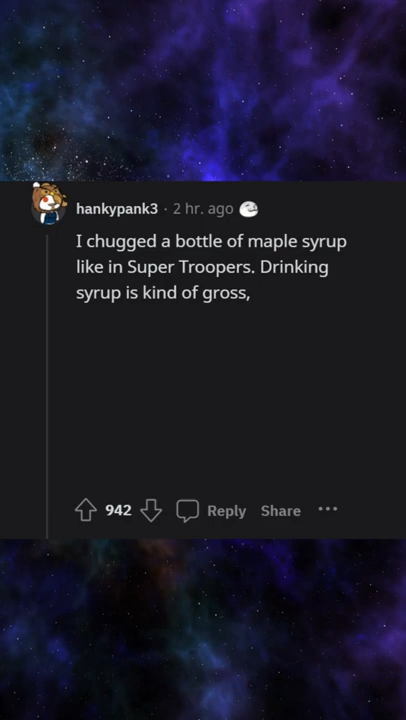 hankypank3 · 2 hr. ago
I chugged a bottle of maple syrup
like in Super Troopers. Drinking
syrup is kind of gross,
942 Reply Share ···